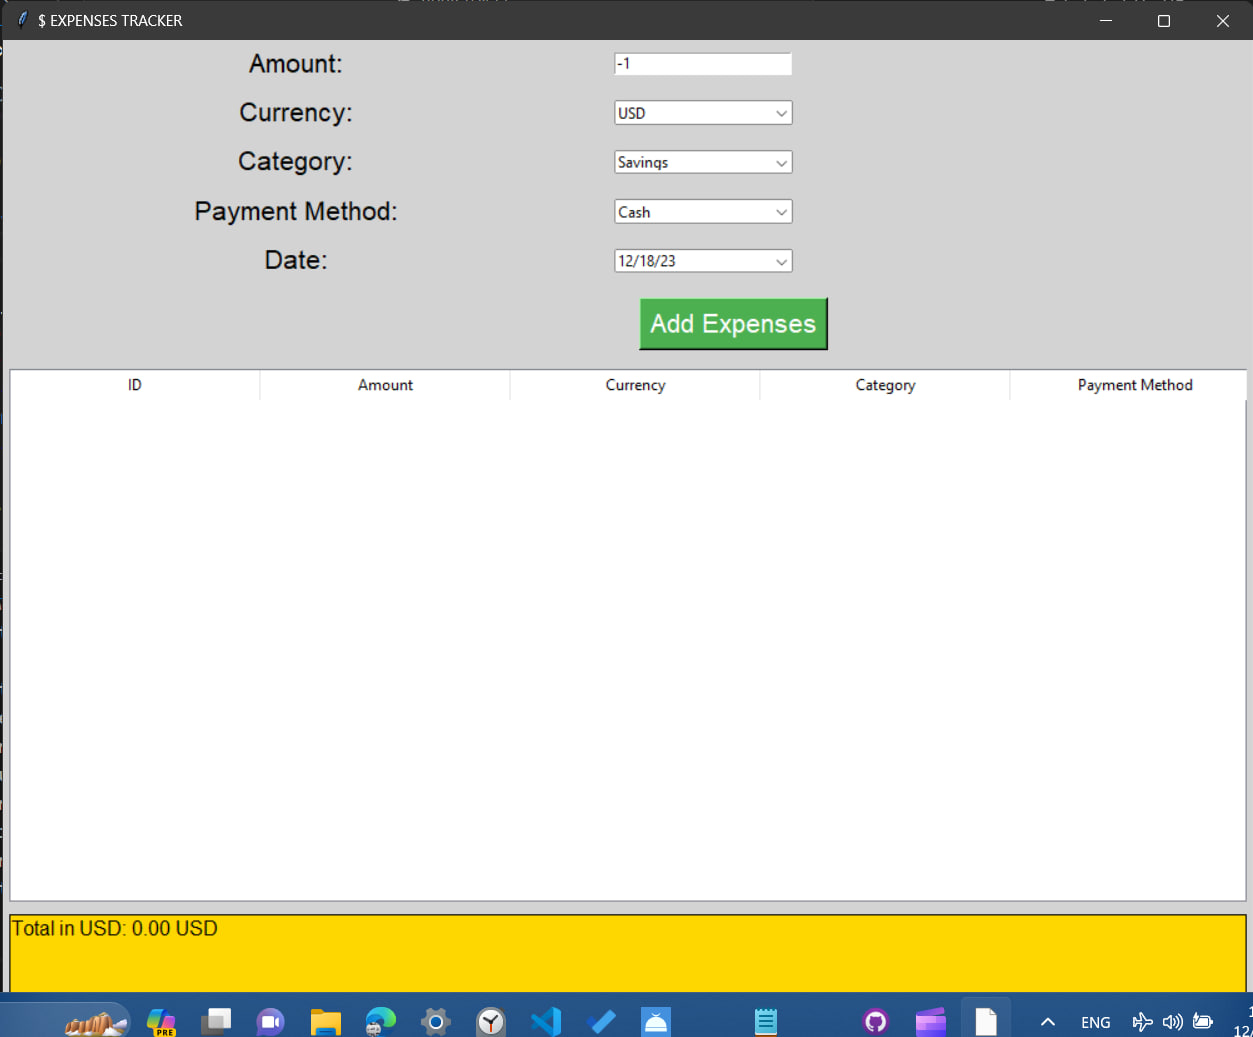 $ EXPENSES TRACKER
Amount: -1
Currency: USD
Category: Savings
Payment Method: Cash
Date: 12/18/23
Add Expenses
ID Amount Currency Category Payment Method
Total in USD: 0.00 USD
PRE
ENG